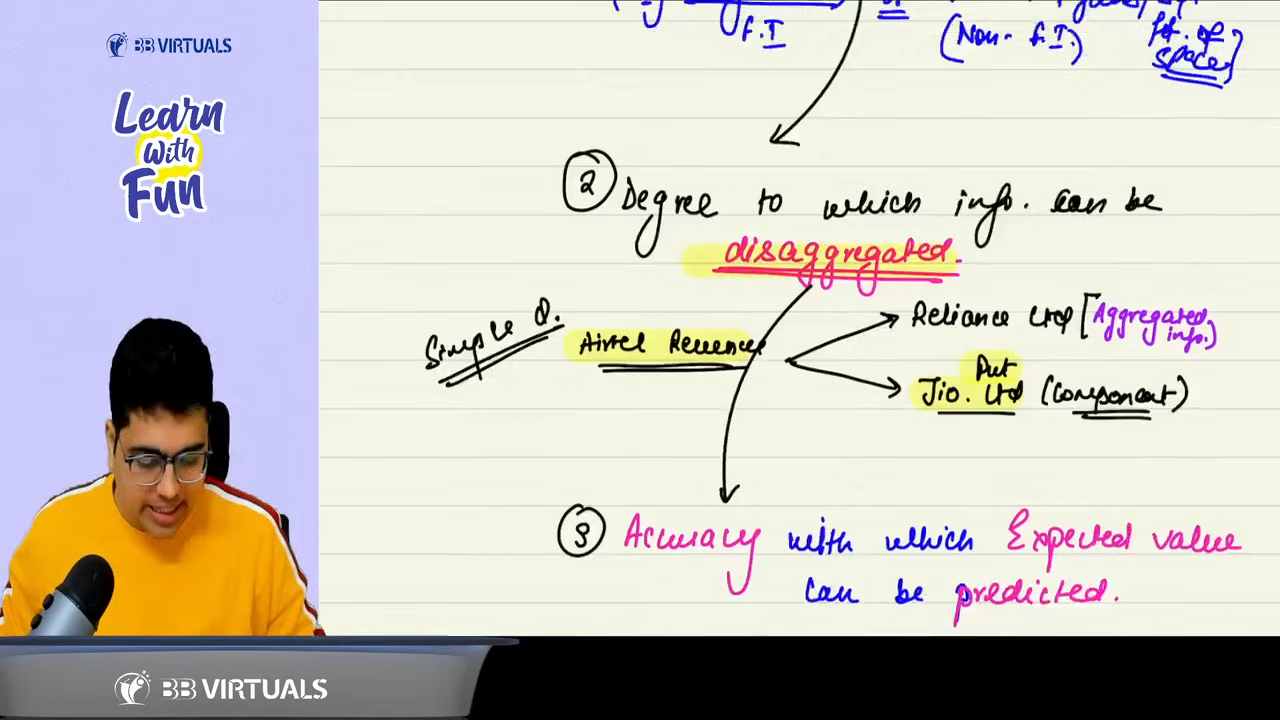 BB VIRTUALS
Learn
With
Fun
f.I
(Non- f.I.)
of
space]
② Degree to which info. can be
disaggregated.
Simple Q.
Airtel Revenue
Reliance Ltd [Aggregated info.]
Put
Jio. Ltd (Component)
③ Accuracy with which Expected value
can be predicted.
BB VIRTUALS